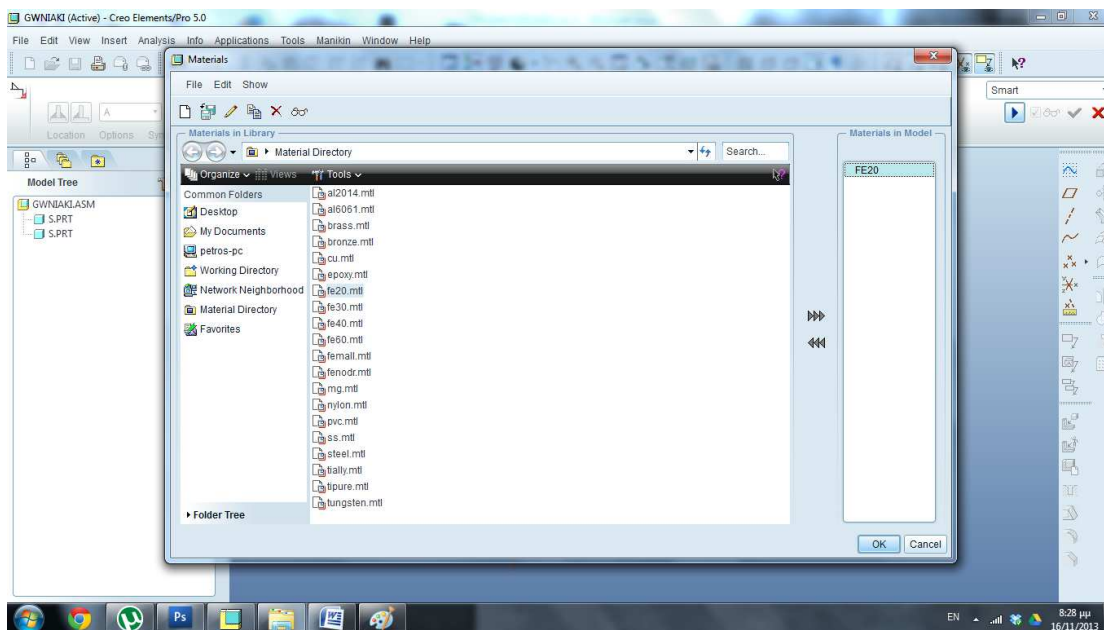 GWNIAKI (Active) - Creo Elements/Pro 5.0
File Edit View Insert Analysis Info Applications Tools Manikin Window Help
Materials
File Edit Show
Smart
A
Location Options
Materials in Library
Materials in Model
Material Directory
Search...
FE20
Organize Views Tools
Model Tree
GWNIAKI.ASM
S.PRT
S.PRT
Common Folders
Desktop
My Documents
petros-pc
Working Directory
Network Neighborhood
Material Directory
Favorites
al2014.mtl
al6061.mtl
brass.mtl
bronze.mtl
cu.mtl
epoxy.mtl
fe20.mtl
fe30.mtl
fe40.mtl
fe60.mtl
femall.mtl
fenodr.mtl
mg.mtl
nylon.mtl
pvc.mtl
ss.mtl
steel.mtl
tially.mtl
tipure.mtl
tungsten.mtl
Folder Tree
OK Cancel
Ps
EN
8:28 μμ
16/11/2013